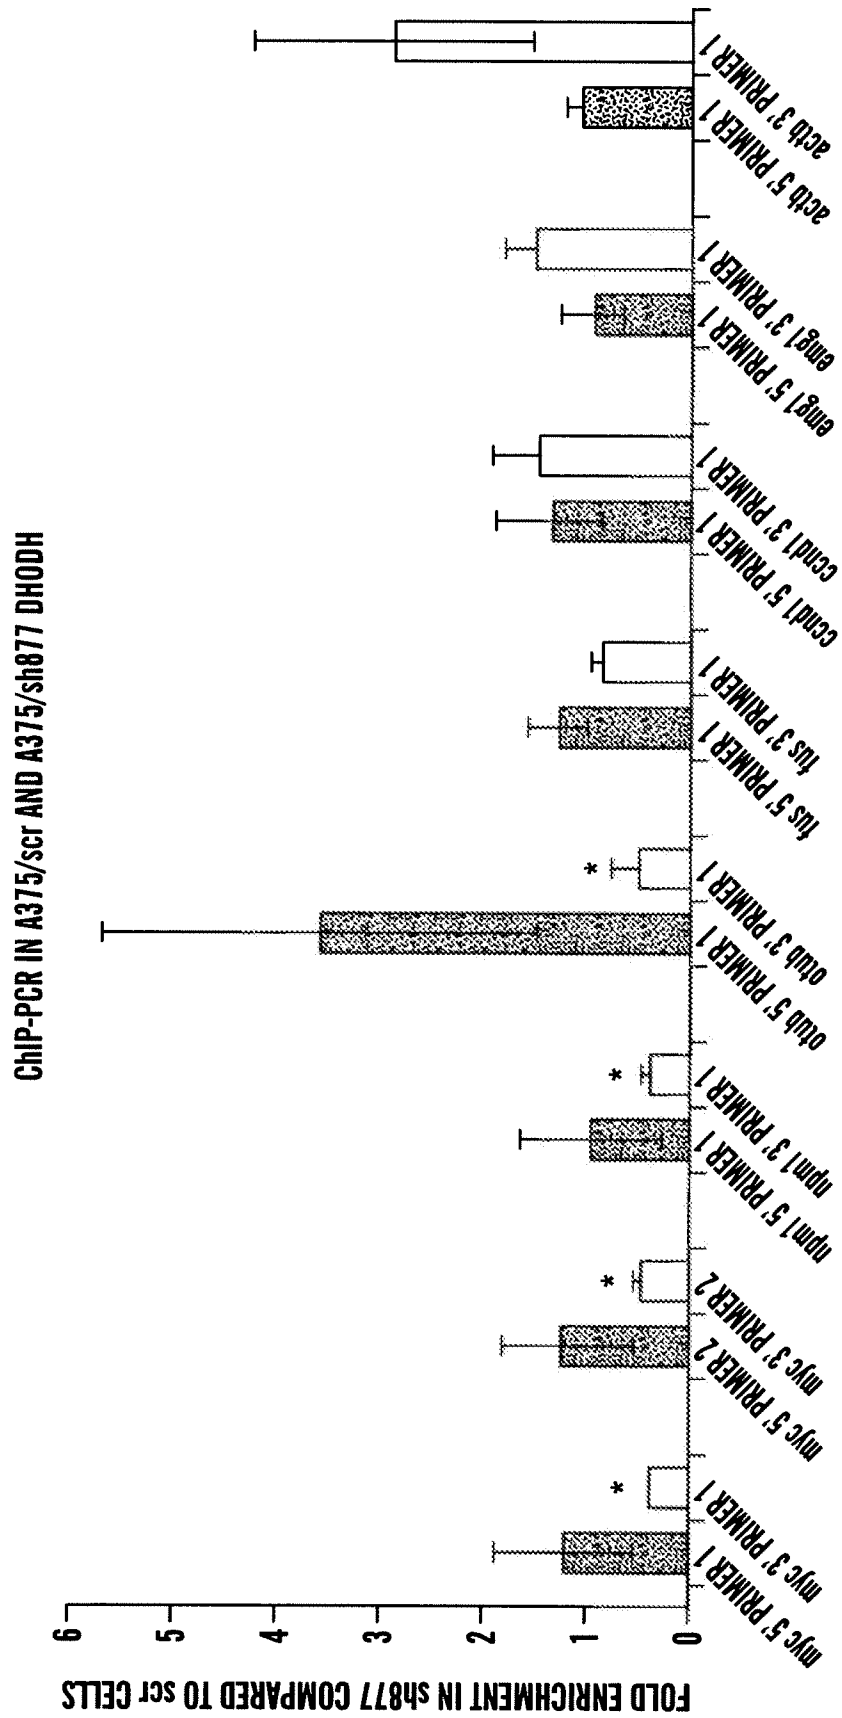 ChIP-PCR IN A375/scr AND A375/sh877 DHODH
FOLD ENRICHMENT IN sh877 COMPARED TO scr CELLS
6
5
4
3
2
1
0
*
*
*
*
myc 5' PRIMER 1
myc 3' PRIMER 1
myc 5' PRIMER 2
myc 3' PRIMER 2
npm1 5' PRIMER 1
npm1 3' PRIMER 1
otub 5' PRIMER 1
otub 3' PRIMER 1
fus 5' PRIMER 1
fus 3' PRIMER 1
ccnd1 5' PRIMER 1
ccnd1 3' PRIMER 1
emg1 5' PRIMER 1
emg1 3' PRIMER 1
actb 5' PRIMER 1
actb 3' PRIMER 1